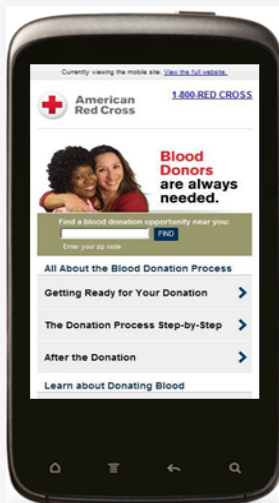 Currently viewing the mobile site. View the full website.
1-800-RED CROSS
American
Red Cross
Blood
Donors
are always
needed.
Find a blood donation opportunity near you:
FIND
Enter your zip code
All About the Blood Donation Process
Getting Ready for Your Donation
The Donation Process Step-by-Step
After the Donation
Learn about Donating Blood